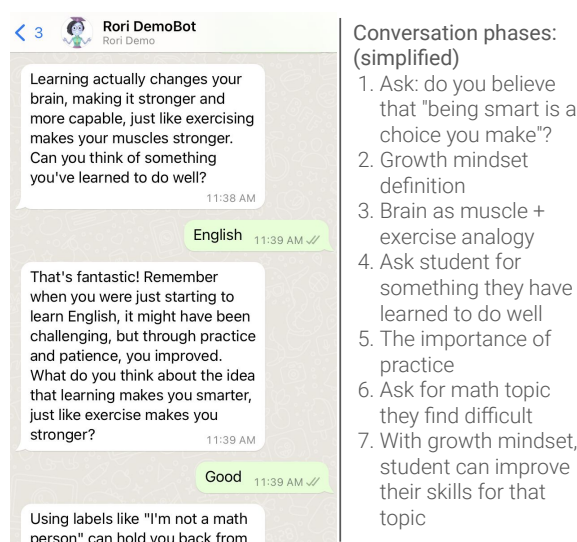 3
Rori DemoBot
Rori Demo
Learning actually changes your
brain, making it stronger and
more capable, just like exercising
makes your muscles stronger.
Can you think of something
you've learned to do well?
11:38 AM
English 11:39 AM
That's fantastic! Remember
when you were just starting to
learn English, it might have been
challenging, but through practice
and patience, you improved.
What do you think about the idea
that learning makes you smarter,
just like exercise makes you
stronger?
11:39 AM
Good 11:39 AM
Using labels like "I'm not a math
person" can hold you back from
Conversation phases:
(simplified)
1. Ask: do you believe
that "being smart is a
choice you make"?
2. Growth mindset
definition
3. Brain as muscle +
exercise analogy
4. Ask student for
something they have
learned to do well
5. The importance of
practice
6. Ask for math topic
they find difficult
7. With growth mindset,
student can improve
their skills for that
topic